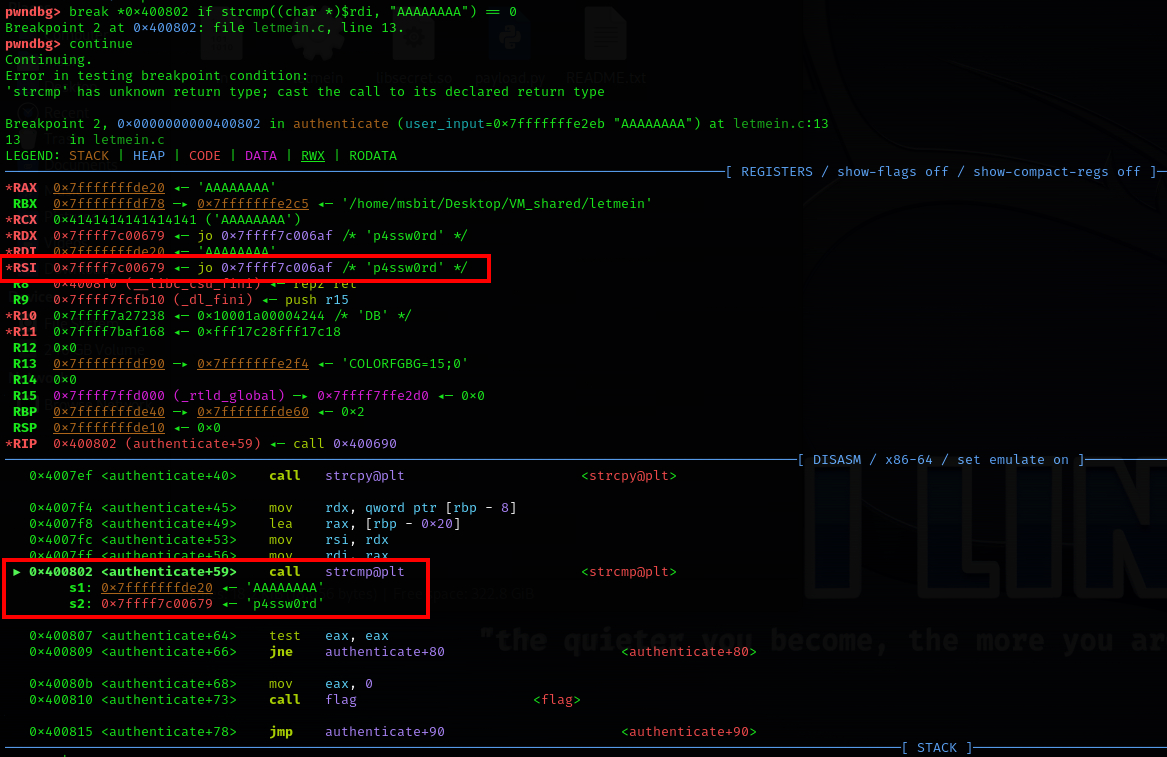 pwndbg> break *0×400802 if strcmp((char *)$rdi, "AAAAAAAA") == 0
Breakpoint 2 at 0×400802: file letmein.c, line 13.
pwndbg> continue
Continuing.
Error in testing breakpoint condition:
'strcmp' has unknown return type; cast the call to its declared return type
Breakpoint 2, 0×0000000000400802 in authenticate (user_input=0×7fffffffe2eb "AAAAAAAA") at letmein.c:13
13      in letmein.c
LEGEND: STACK | HEAP | CODE | DATA | RWX | RODATA
[ REGISTERS / show-flags off / show-compact-regs off ]
*RAX  0×7fffffffde20 ◂— 'AAAAAAAA'
RBX  0×7fffffffdf78 —▸ 0×7fffffffe2c5 ◂— '/home/msbit/Desktop/VM_shared/letmein'
*RCX  0×4141414141414141 ('AAAAAAAA')
*RDX  0×7ffff7c00679 ◂— jo 0×7ffff7c006af /* 'p4ssw0rd' */
*RDI  0×7fffffffde20 ◂— 'AAAAAAAA'
*RSI  0×7ffff7c00679 ◂— jo 0×7ffff7c006af /* 'p4ssw0rd' */
R8   0×4008f0 (__libc_csu_fini) ◂— repz ret
R9   0×7ffff7fcfb10 (_dl_fini) ◂— push r15
*R10  0×7ffff7a27238 ◂— 0×10001a00004244 /* 'DB' */
*R11  0×7ffff7baf168 ◂— 0×fff17c28fff17c18
R12  0×0
R13  0×7fffffffdf90 —▸ 0×7fffffffe2f4 ◂— 'COLORFGBG=15;0'
R14  0×0
R15  0×7ffff7ffd000 (_rtld_global) —▸ 0×7ffff7ffe2d0 ◂— 0×0
RBP  0×7fffffffde40 —▸ 0×7fffffffde60 ◂— 0×2
RSP  0×7fffffffde10 ◂— 0×0
*RIP  0×400802 (authenticate+59) ◂— call 0×400690
[ DISASM / x86-64 / set emulate on ]
0×4007ef <authenticate+40>    call   strcpy@plt                      <strcpy@plt>
0×4007f4 <authenticate+45>    mov    rdx, qword ptr [rbp - 8]
0×4007f8 <authenticate+49>    lea    rax, [rbp - 0×20]
0×4007fc <authenticate+53>    mov    rsi, rdx
0×4007ff <authenticate+56>    mov    rdi, rax
► 0×400802 <authenticate+59>    call   strcmp@plt                      <strcmp@plt>
s1: 0×7fffffffde20 ◂— 'AAAAAAAA'
s2: 0×7ffff7c00679 ◂— 'p4ssw0rd'
0×400807 <authenticate+64>    test   eax, eax
0×400809 <authenticate+66>    jne    authenticate+80                      <authenticate+80>
0×40080b <authenticate+68>    mov    eax, 0
0×400810 <authenticate+73>    call   flag                      <flag>
0×400815 <authenticate+78>    jmp    authenticate+90                      <authenticate+90>
[ STACK ]
"the quieter you become, the more you ar